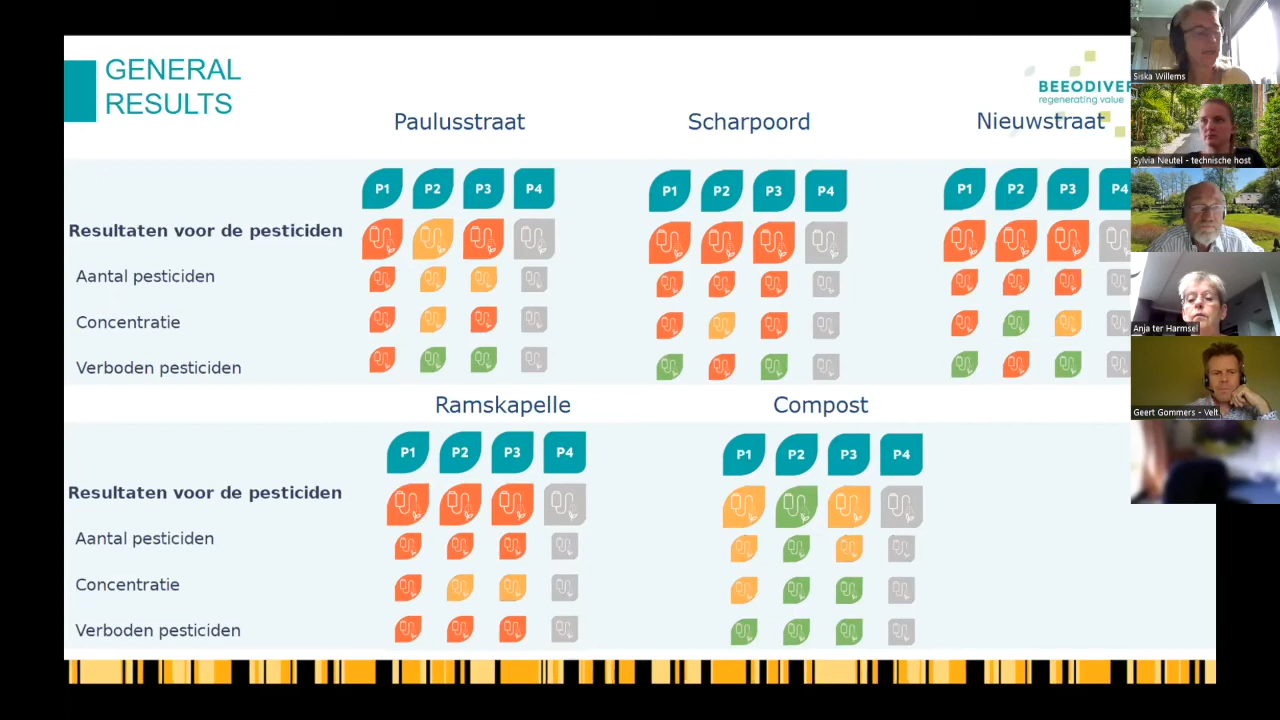 GENERAL
RESULTS
BEEODIVER
regenerating value
Paulusstraat
Scharpoord
Nieuwstraat
P1 P2 P3 P4
P1 P2 P3 P4
P1 P2 P3 P4
Resultaten voor de pesticiden
Aantal pesticiden
Concentratie
Verboden pesticiden
Ramskapelle
Compost
P1 P2 P3 P4
P1 P2 P3 P4
Resultaten voor de pesticiden
Aantal pesticiden
Concentratie
Verboden pesticiden
Siska Willems
Sylvia Neutel - technische host
Anja ter Harmsel
Geert Gommers - Velt